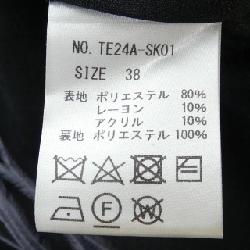 NO. TE24A-SK01
SIZE 38
表地 ポリエステル 80%
レーヨン 10%
アクリル 10%
裏地 ポリエステル 100%
F W